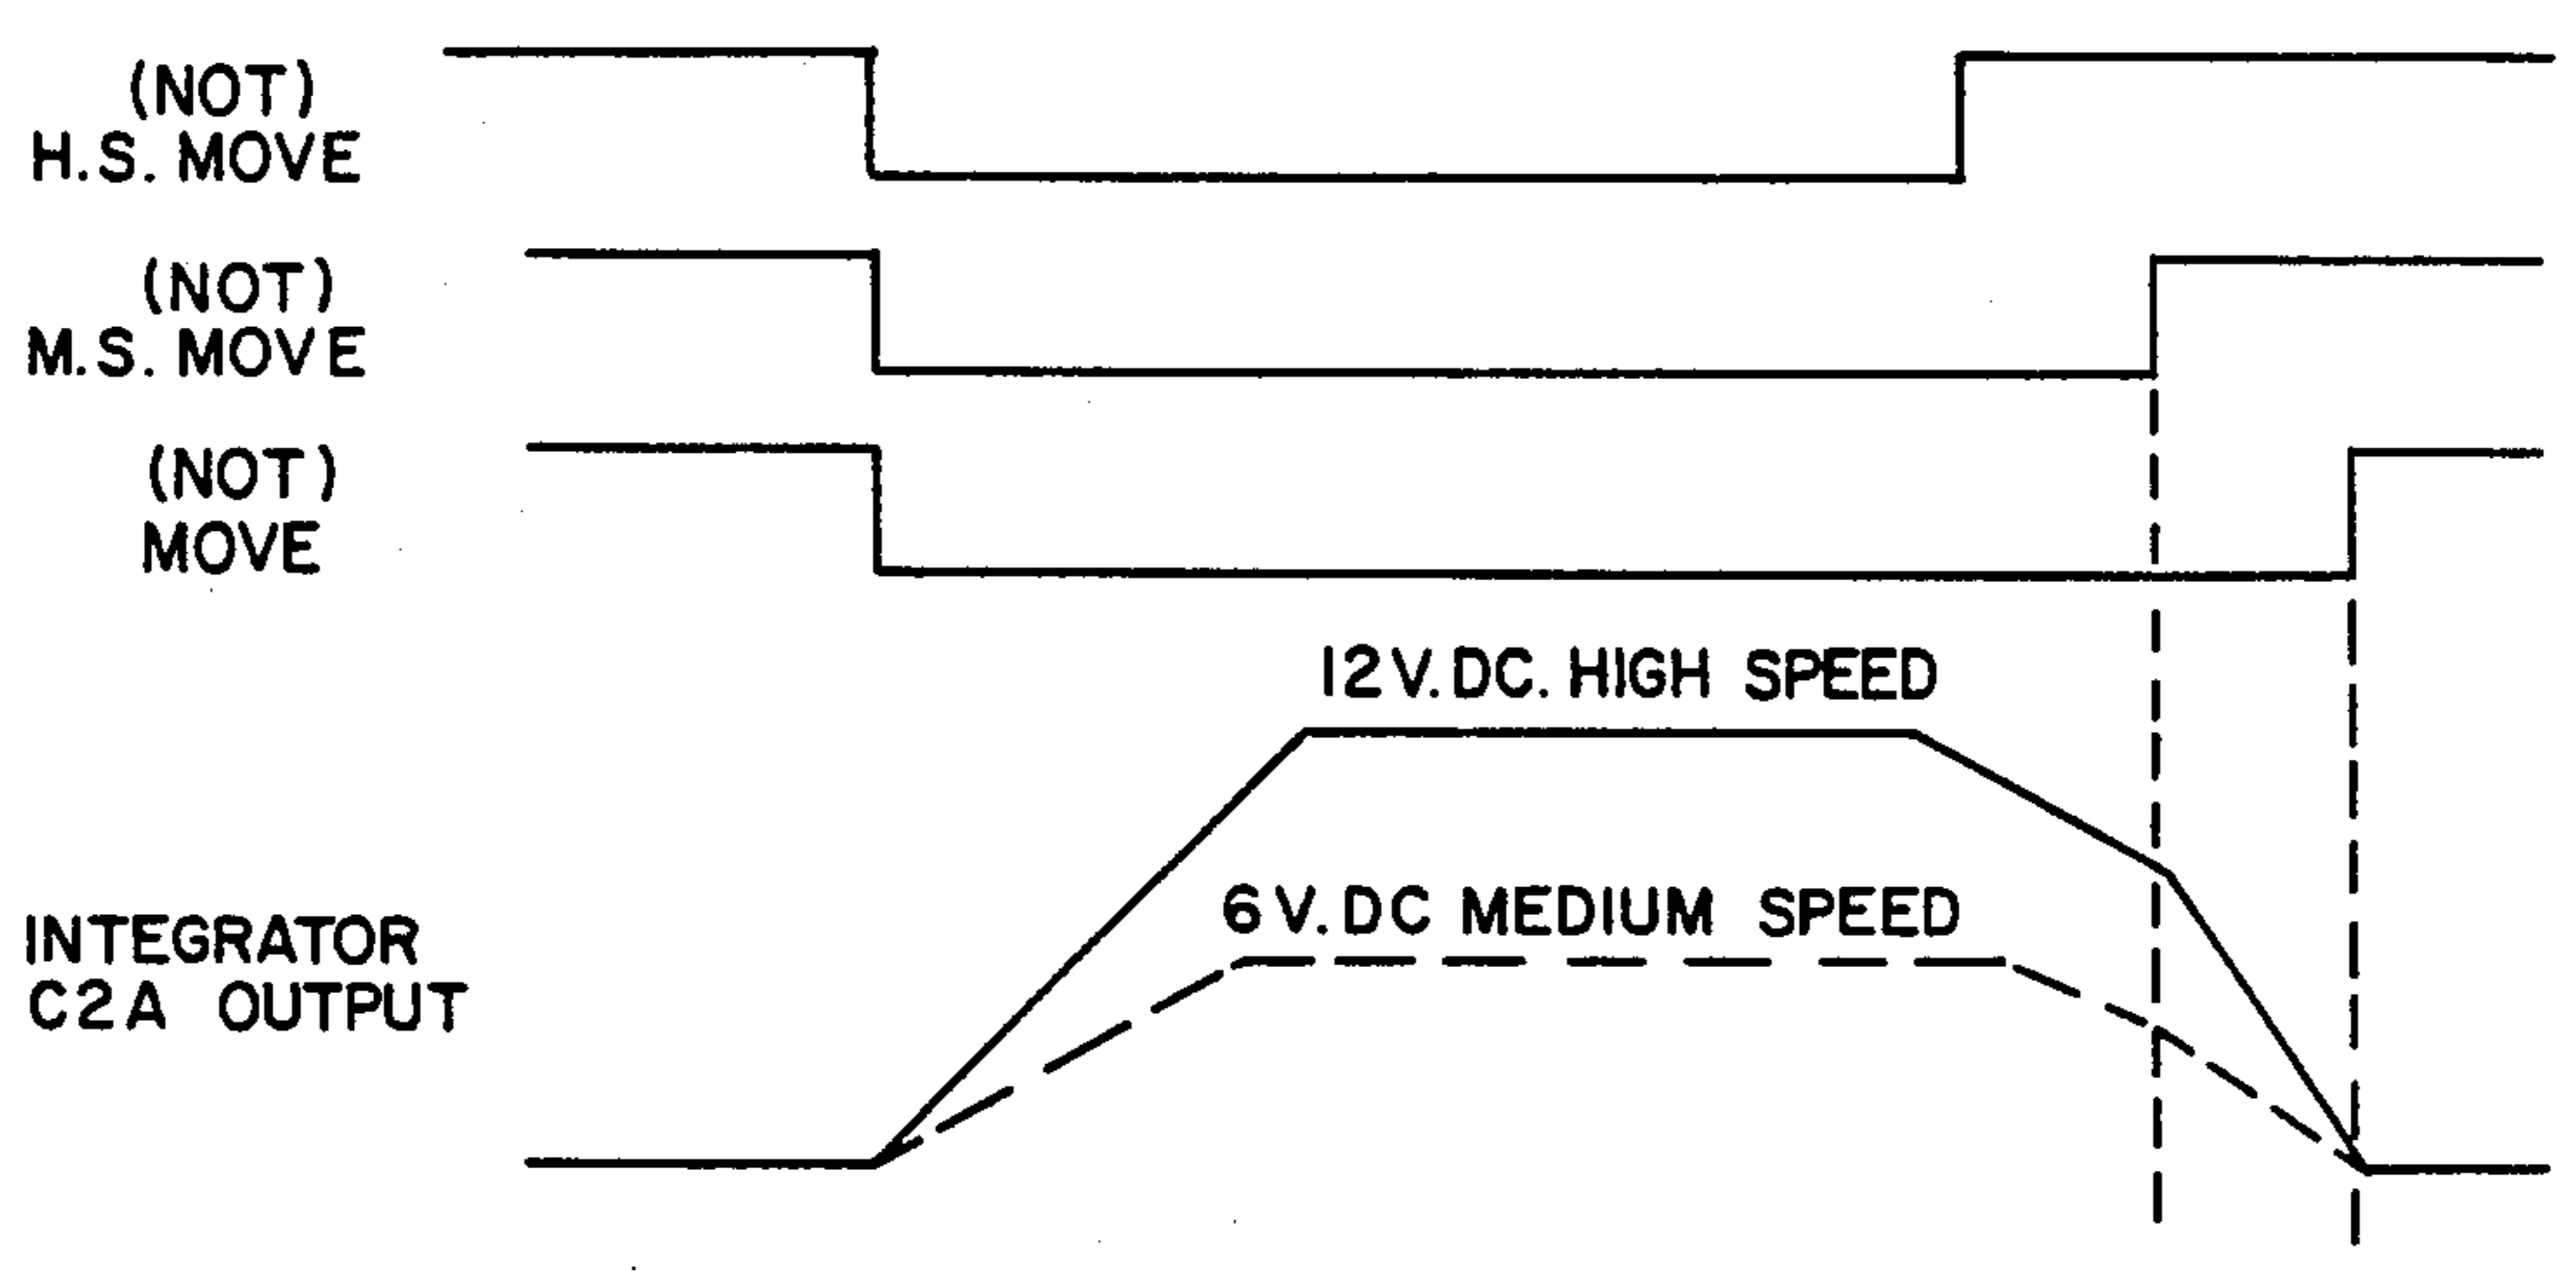 (NOT)
H.S. MOVE
(NOT)
M.S. MOVE
(NOT)
MOVE
12V.DC. HIGH SPEED
6V.DC MEDIUM SPEED
INTEGRATOR
C2A OUTPUT